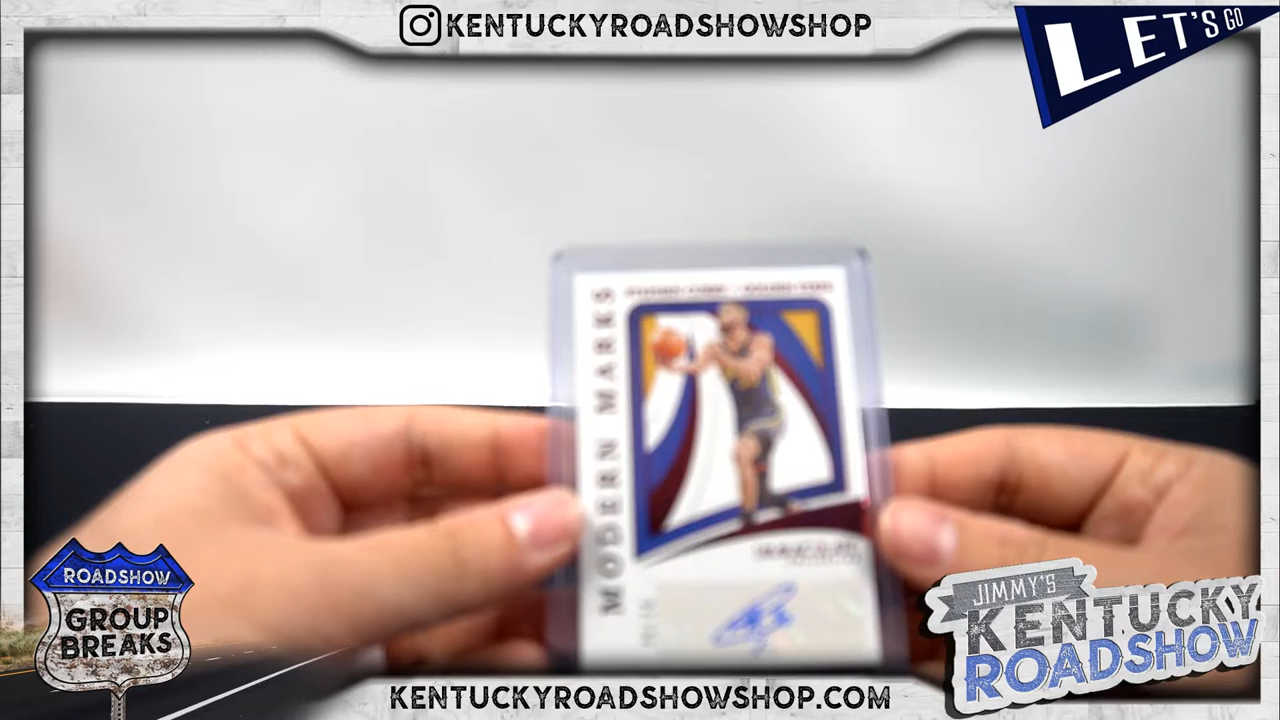 KENTUCKYROADSHOWSHOP
LET'S GO
MODERN MARKS
ROADSHOW
GROUP
BREAKS
JIMMY'S
KENTUCKY
ROADSHOW
KENTUCKYROADSHOWSHOP.COM